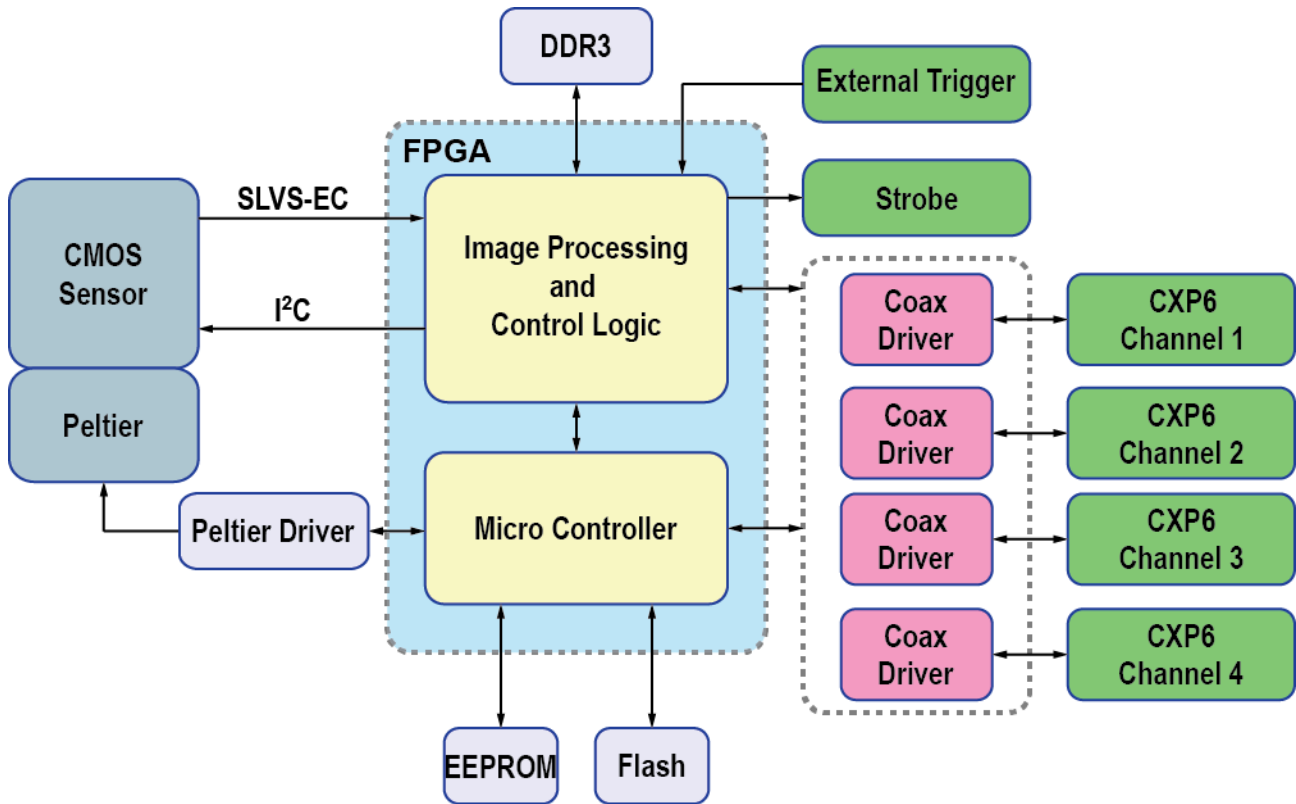 DDR3
External Trigger
FPGA
SLVS-EC
Strobe
CMOS
Sensor
Image Processing
and
Control Logic
I²C
Coax
Driver
CXP6
Channel 1
Peltier
Coax
Driver
CXP6
Channel 2
Peltier Driver
Micro Controller
Coax
Driver
CXP6
Channel 3
Coax
Driver
CXP6
Channel 4
EEPROM
Flash